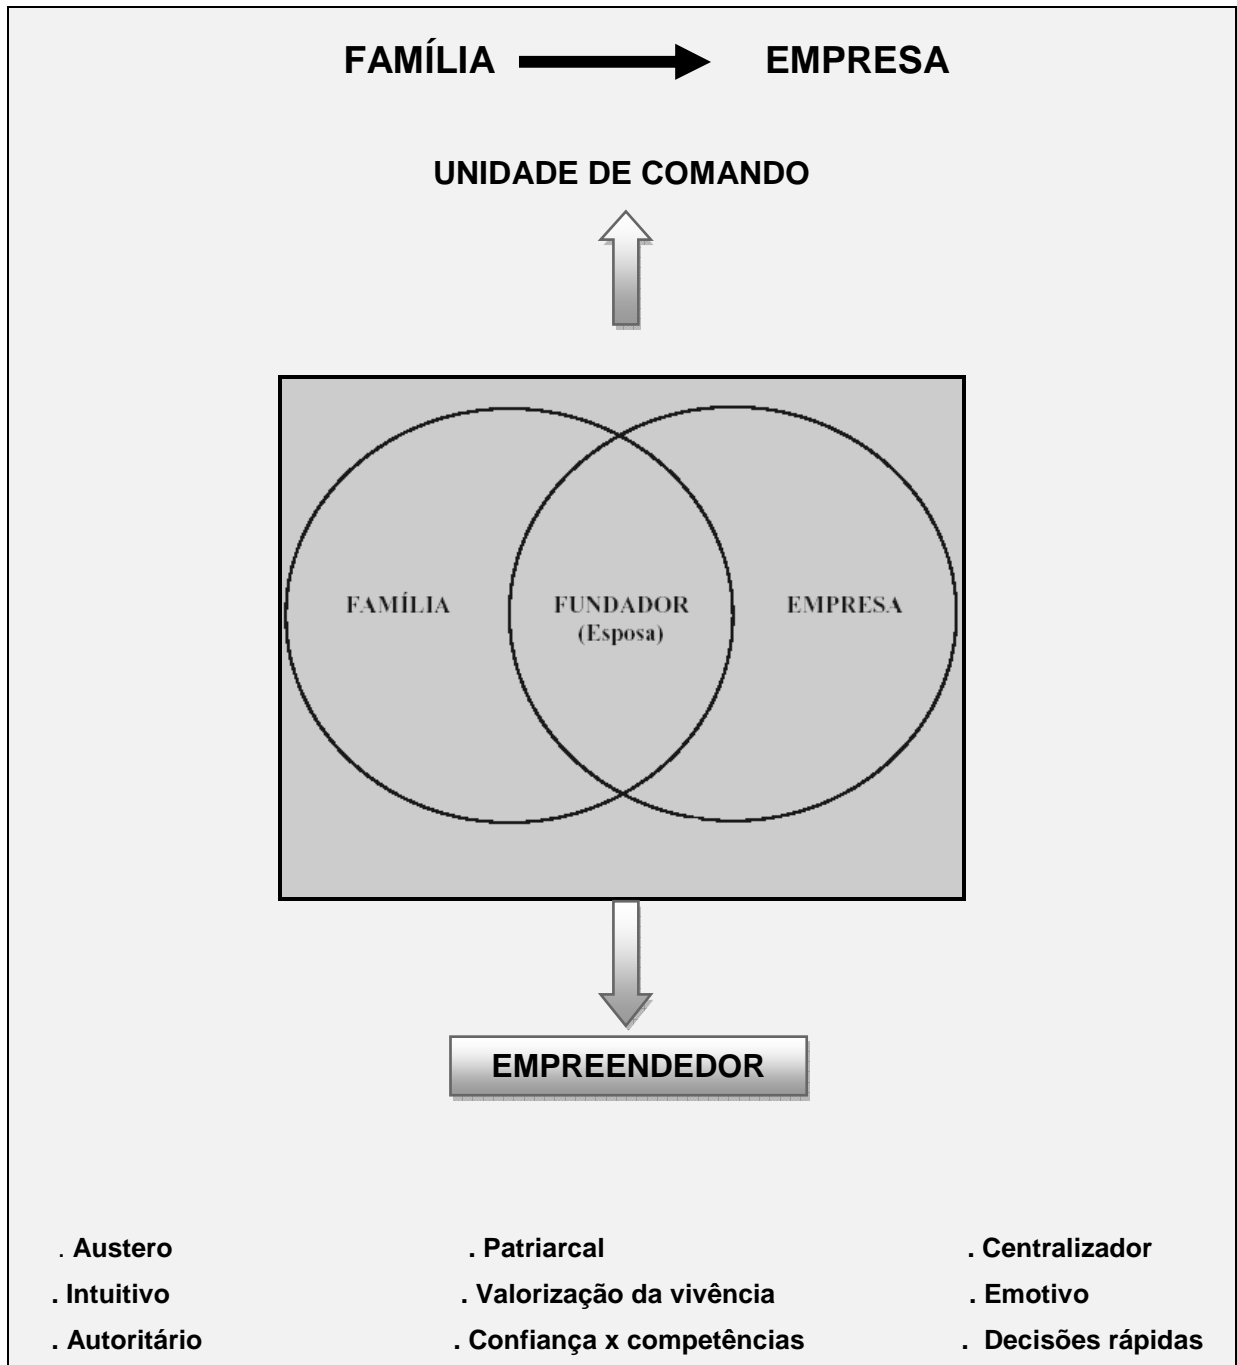 FAMÍLIA EMPRESA
UNIDADE DE COMANDO
FAMÍLIA FUNDADOR EMPRESA
(Esposa)
EMPREENDEDOR
. Austero . Patriarcal . Centralizador
. Intuitivo . Valorização da vivência . Emotivo
. Autoritário . Confiança x competências . Decisões rápidas